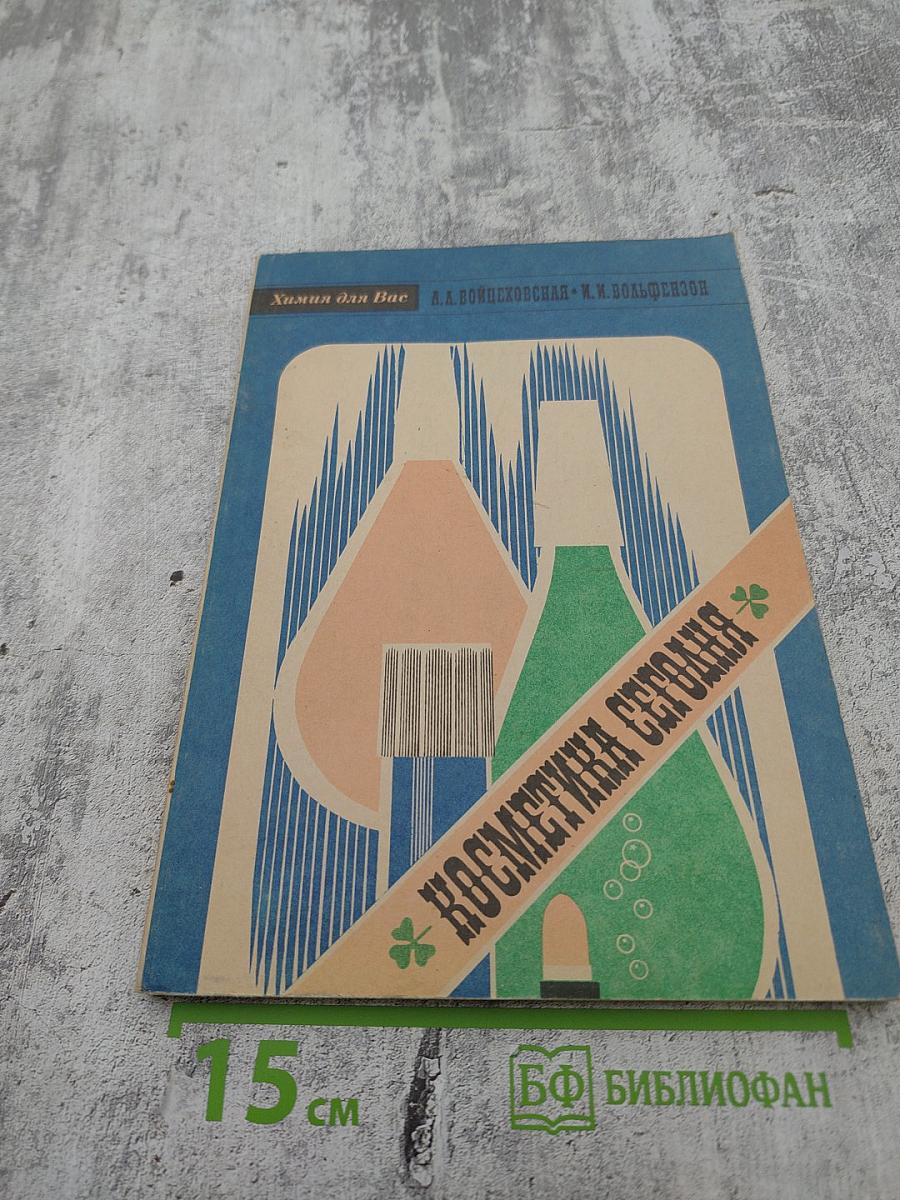 Химия для Вас
А.А.ВОЙЦЕХОВСКАЯ • И.И.ВОЛЬФЕНЗОН
КОСМЕТИКА СЕГОДНЯ
15 см
БФ БИБЛИОФАН